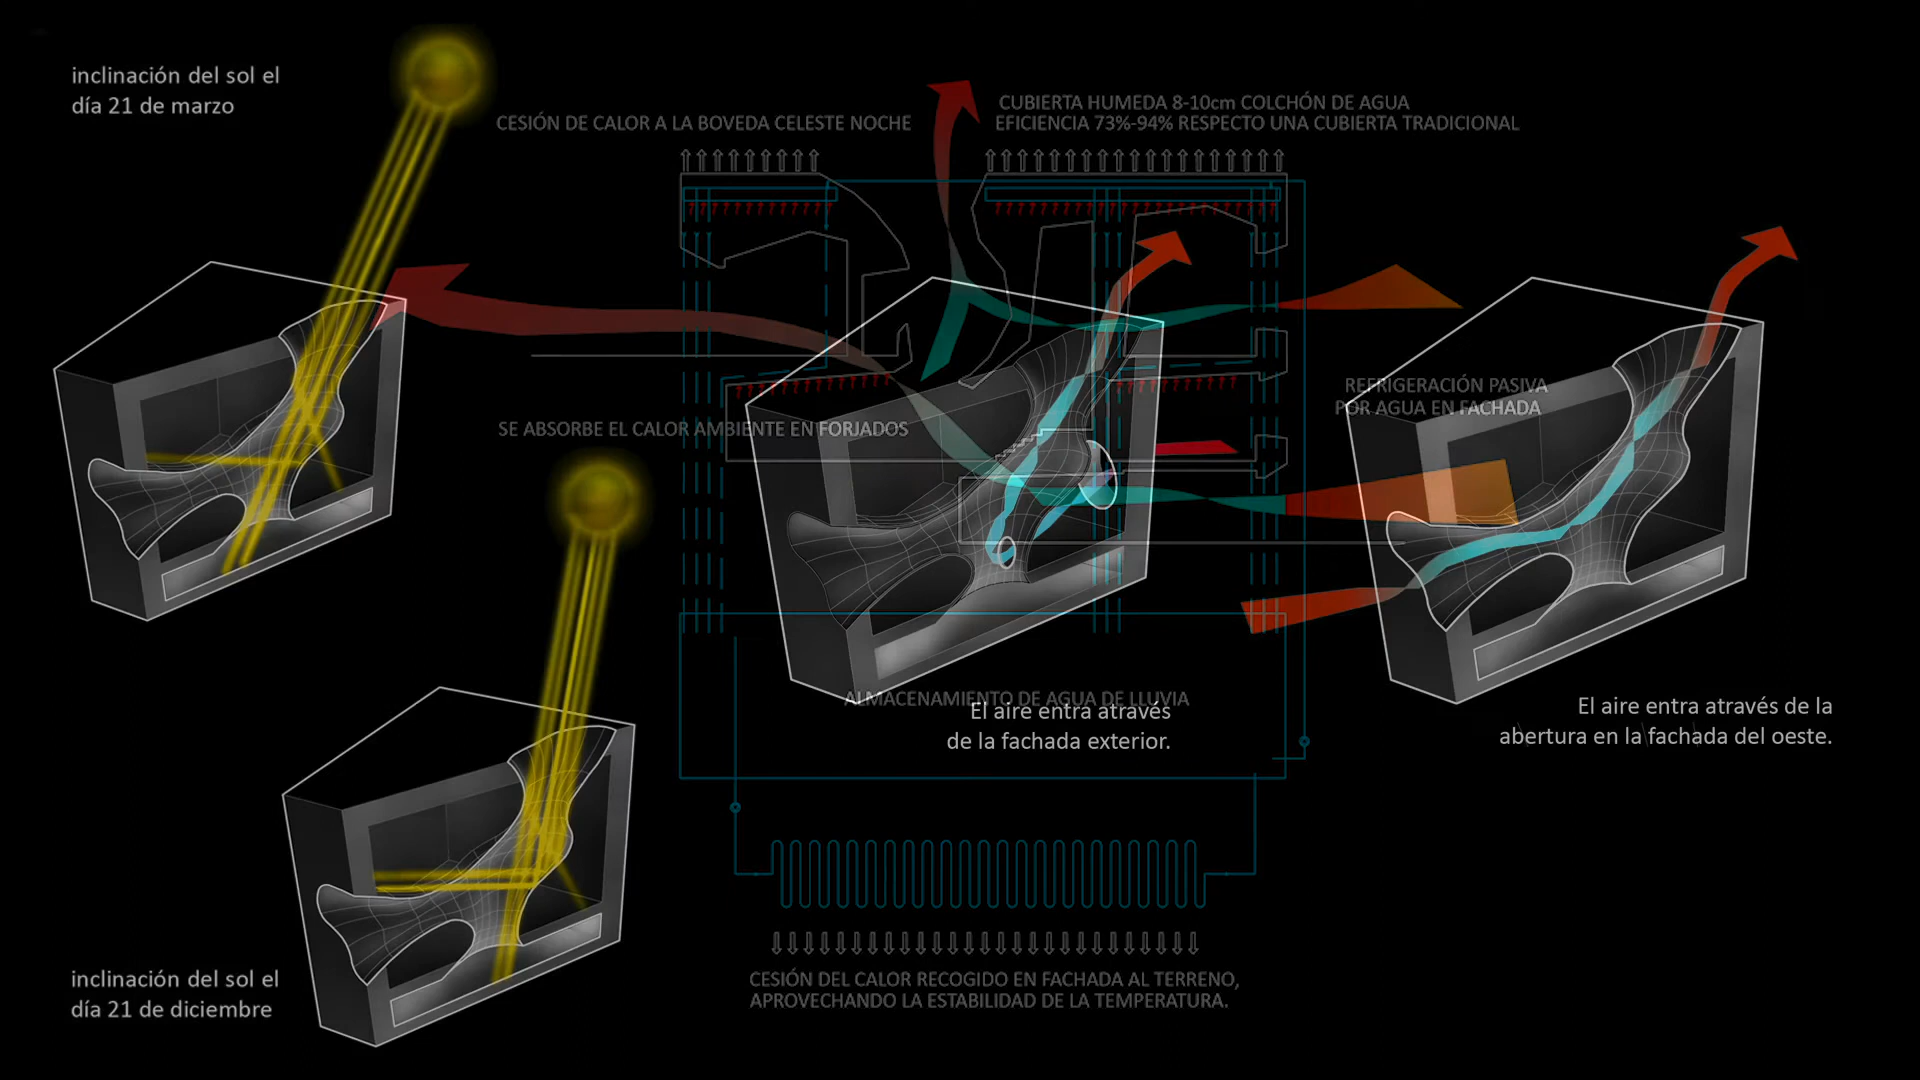 inclinación del sol el
día 21 de marzo
CESIÓN DE CALOR A LA BOVEDA CELESTE NOCHE
CUBIERTA HUMEDA 8-10cm COLCHÓN DE AGUA
EFICIENCIA 73%-94% RESPECTO UNA CUBIERTA TRADICIONAL
REFRIGERACIÓN PASIVA
POR AGUA EN FACHADA
SE ABSORBE EL CALOR AMBIENTE EN FORJADOS
ALMACENAMIENTO DE AGUA DE LLUVIA
El aire entra através
de la fachada exterior.
El aire entra através de la
abertura en la fachada del oeste.
inclinación del sol el
día 21 de diciembre
CESIÓN DEL CALOR RECOGIDO EN FACHADA AL TERRENO,
APROVECHANDO LA ESTABILIDAD DE LA TEMPERATURA.